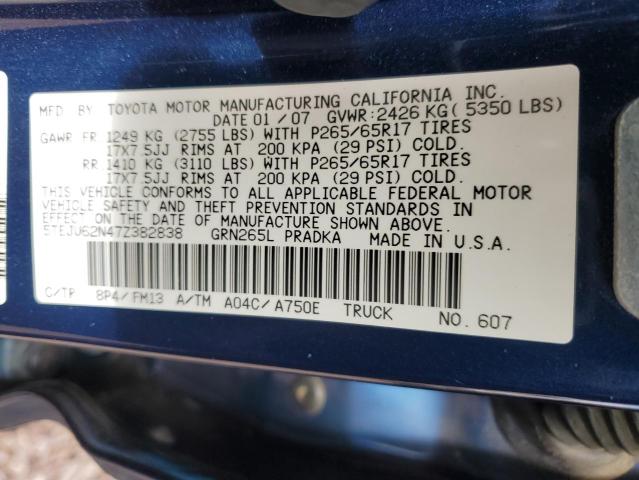 MFD. BY: TOYOTA MOTOR MANUFACTURING CALIFORNIA INC.
DATE 01 / 07 GVWR:2426 KG( 5350 LBS)
GAWR FR 1249 KG (2755 LBS) WITH P265/65R17 TIRES
17X7.5JJ RIMS AT 200 KPA (29 PSI) COLD.
RR 1410 KG (3110 LBS) WITH P265/65R17 TIRES
17X7.5JJ RIMS AT 200 KPA (29 PSI) COLD.
THIS VEHICLE CONFORMS TO ALL APPLICABLE FEDERAL MOTOR
VEHICLE SAFETY AND THEFT PREVENTION STANDARDS IN
EFFECT ON THE DATE OF MANUFACTURE SHOWN ABOVE.
5TEJU62N47Z382838 GRN265L PRADKA MADE IN U.S.A.
C/TR 8P4/ FM13 A/TM A04C/ A750E TRUCK NO. 607